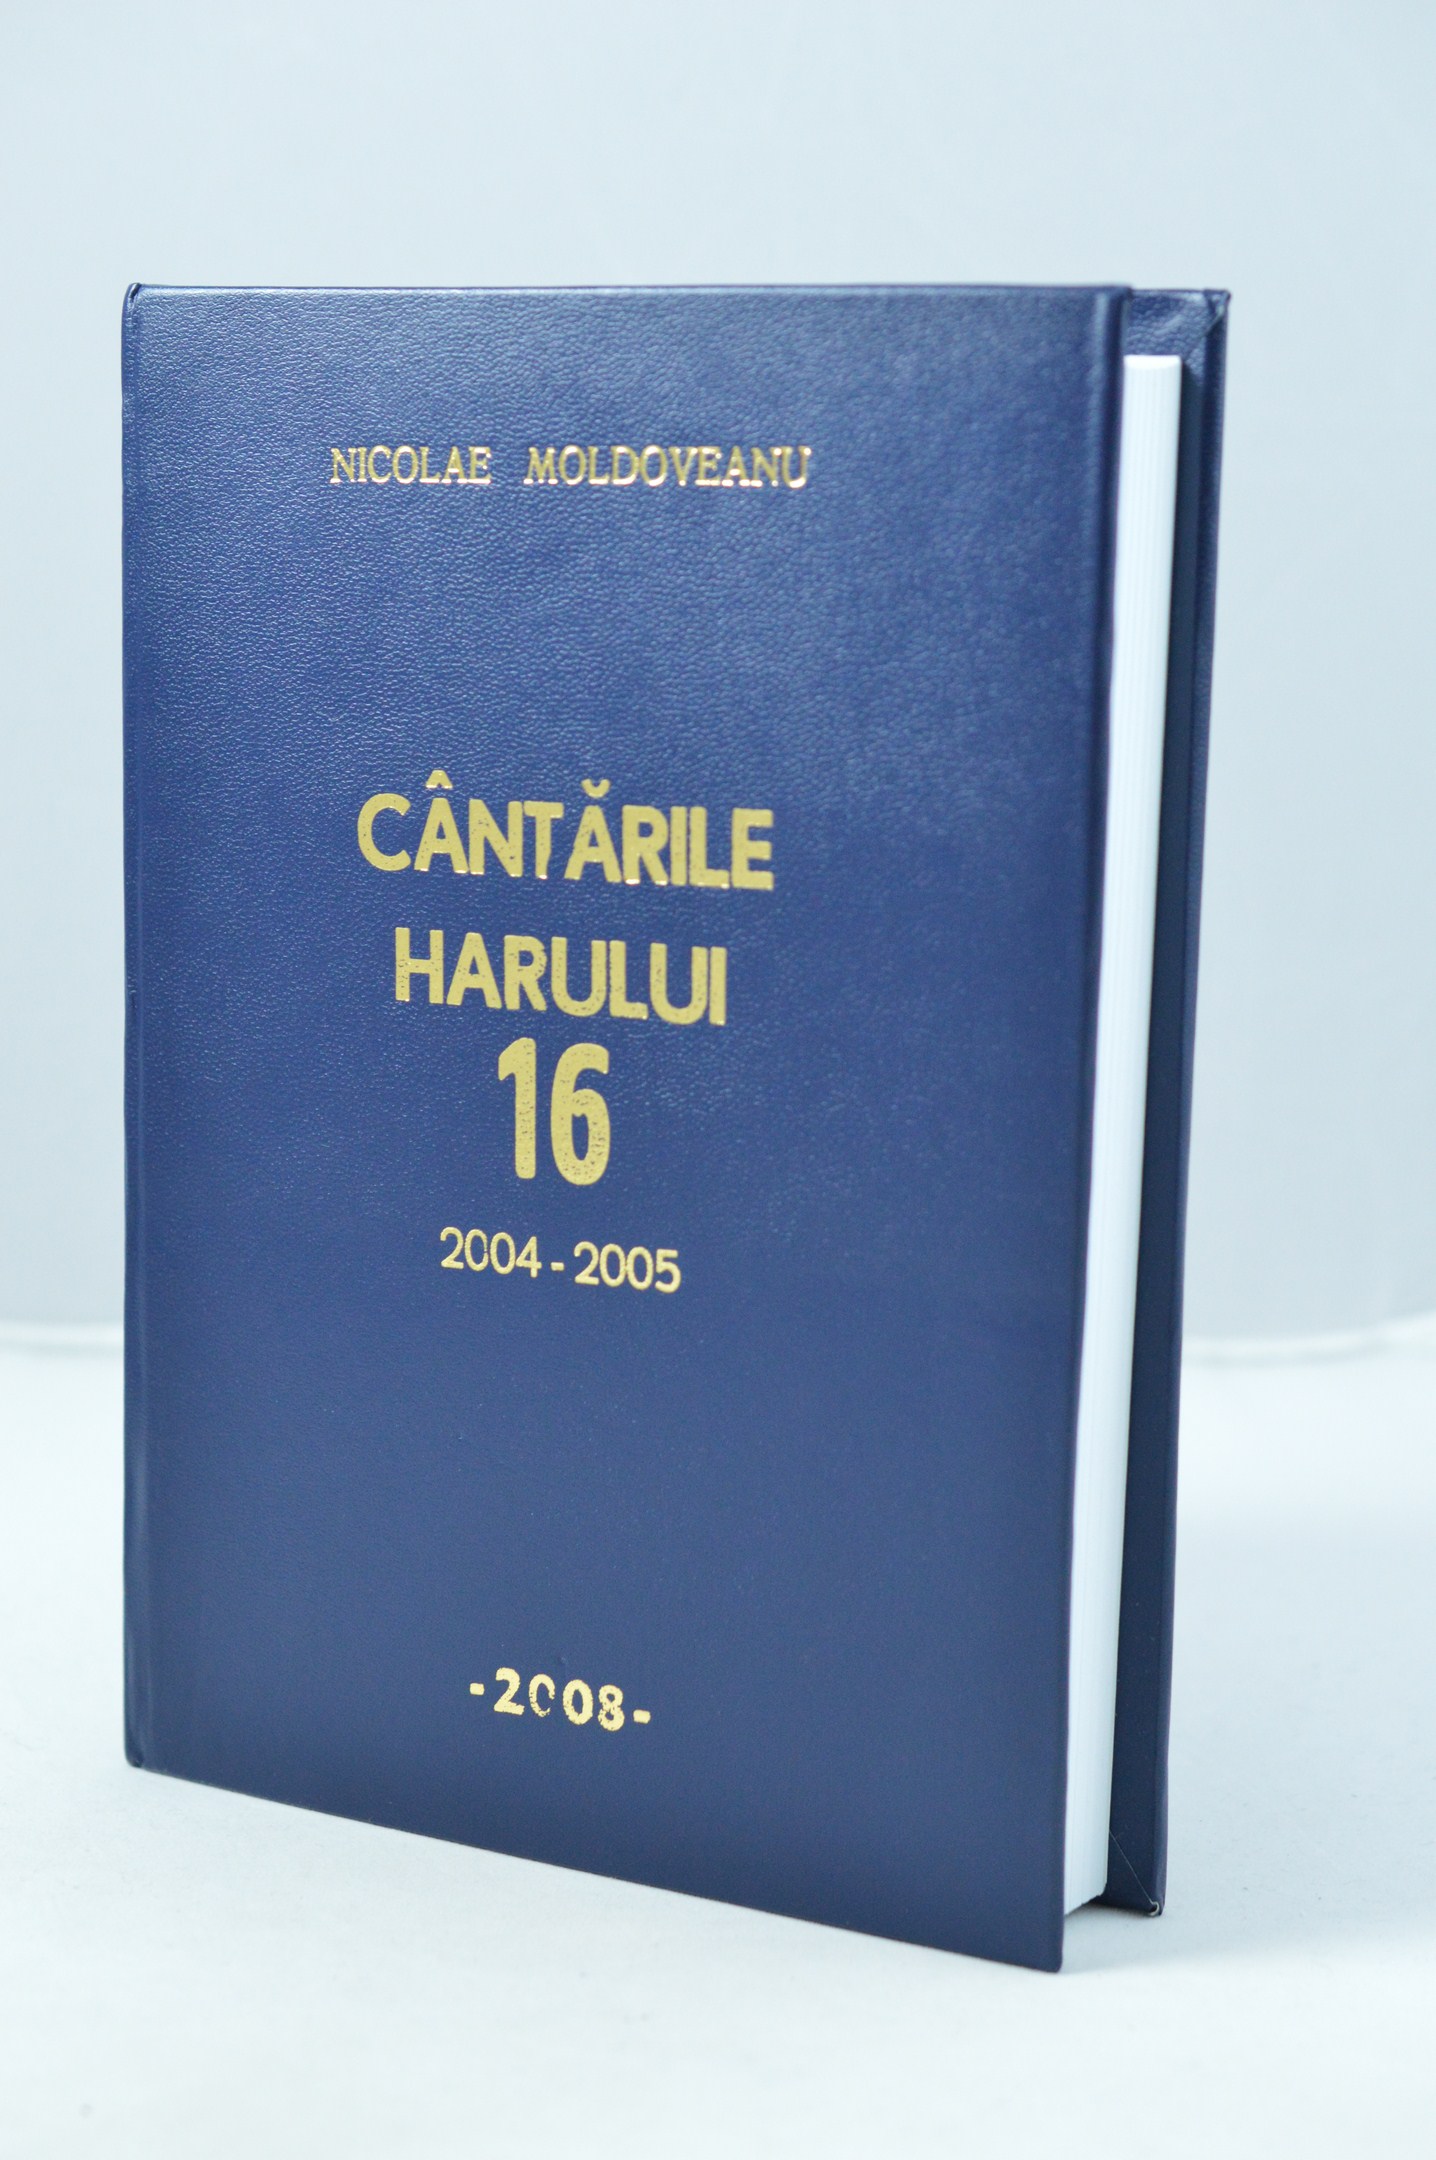 NICOLAE MOLDOVEANU
CÂNTĂRILE
HARULUI
16
2004-2005
-2008-